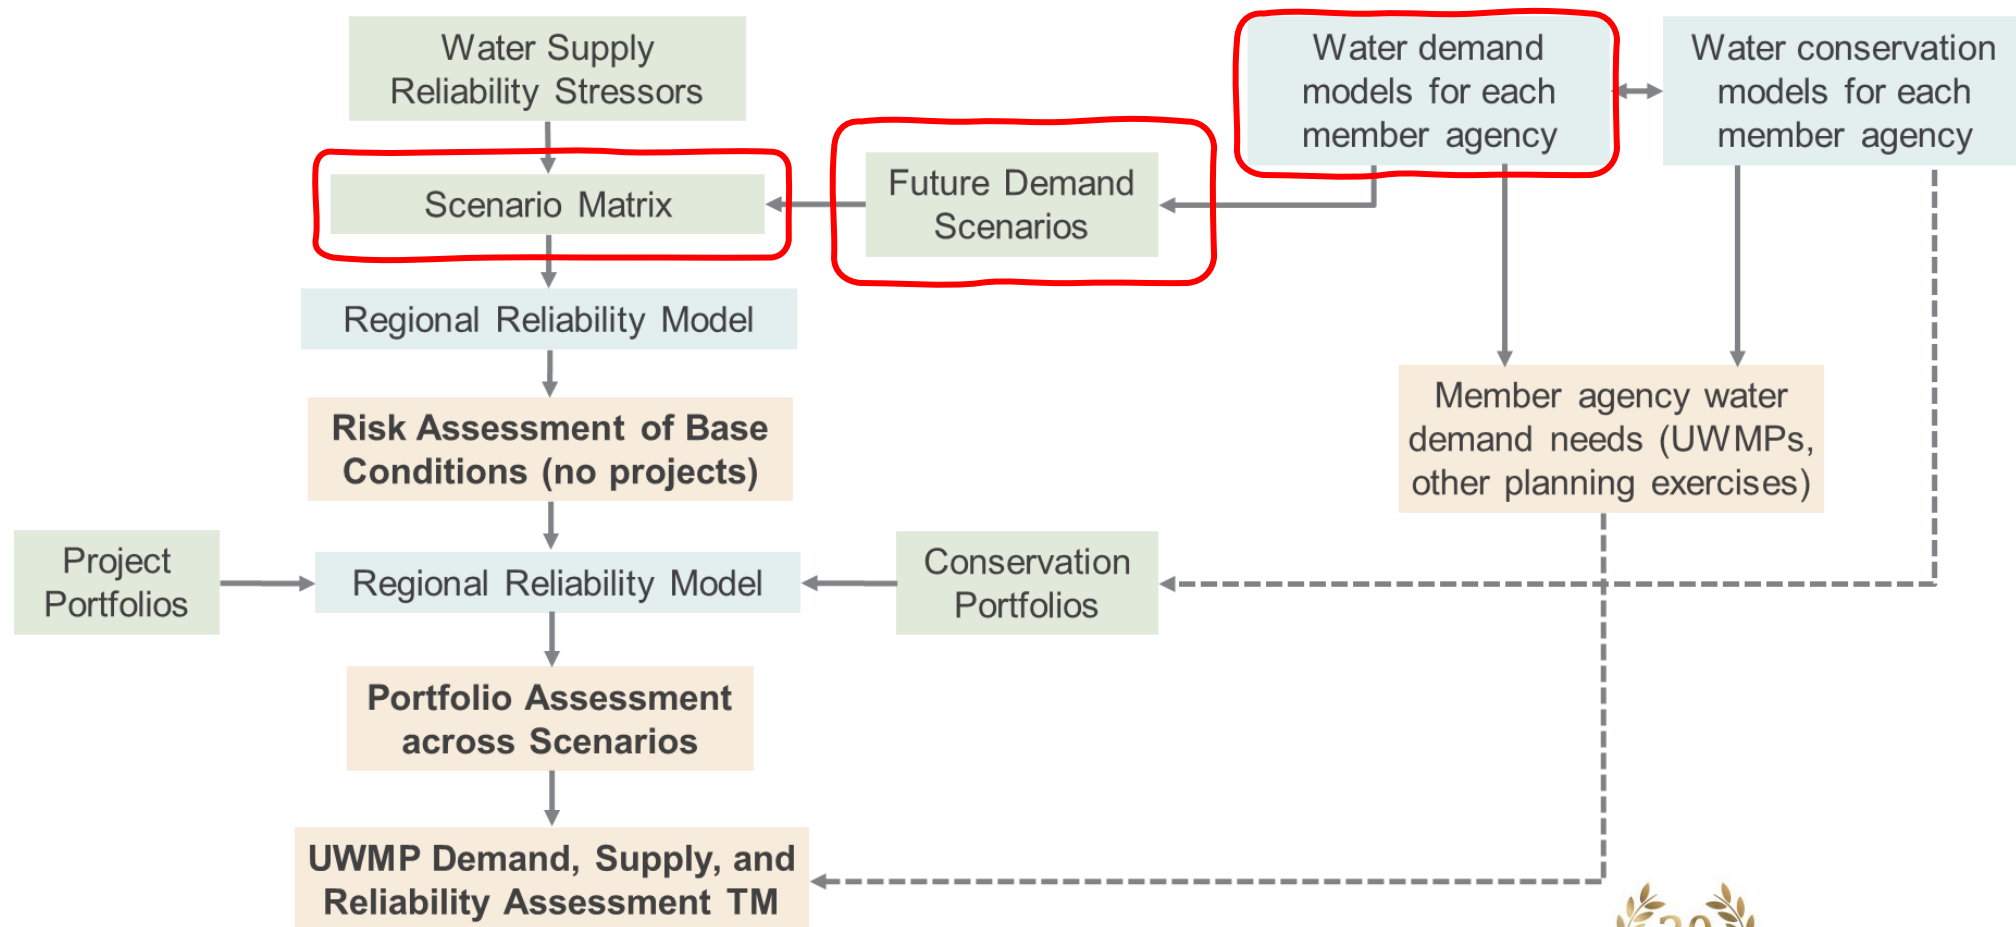 Water Supply
Reliability Stressors
Water demand
models for each
member agency
Water conservation
models for each
member agency
Scenario Matrix
Future Demand
Scenarios
Regional Reliability Model
Risk Assessment of Base
Conditions (no projects)
Member agency water
demand needs (UWMPs,
other planning exercises)
Project
Portfolios
Regional Reliability Model
Conservation
Portfolios
Portfolio Assessment
across Scenarios
UWMP Demand, Supply, and
Reliability Assessment TM